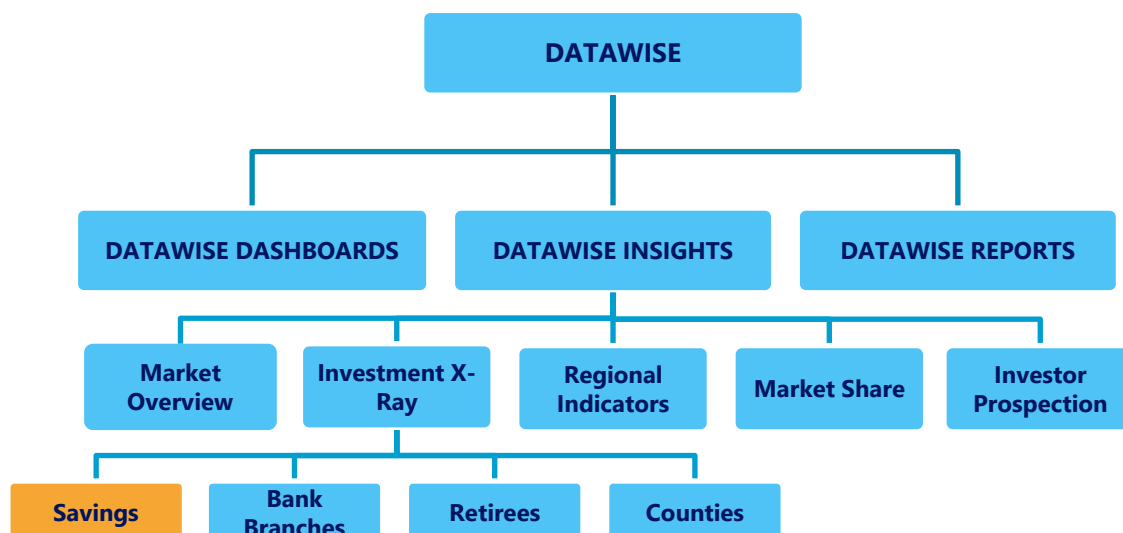 DATAWISE
DATAWISE DASHBOARDS
DATAWISE INSIGHTS
DATAWISE REPORTS
Market
Overview
Investment X-
Ray
Regional
Indicators
Market Share
Investor
Prospection
Savings
Bank
Branches
Retirees
Counties